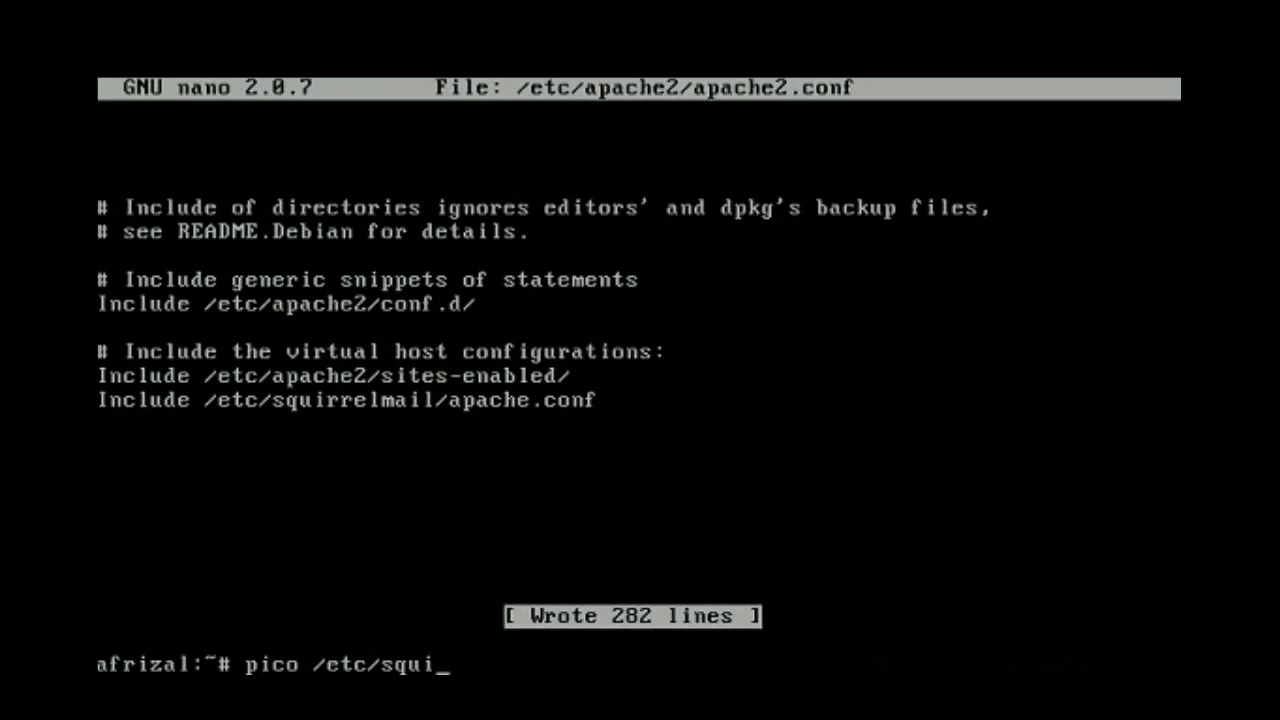 GNU nano 2.0.7 File: /etc/apache2/apache2.conf
# Include of directories ignores editors' and dpkg's backup files,
# see README.Debian for details.
# Include generic snippets of statements
Include /etc/apache2/conf.d/
# Include the virtual host configurations:
Include /etc/apache2/sites-enabled/
Include /etc/squirrelmail/apache.conf
[ Wrote 282 lines ]
afrizal:~# pico /etc/squi_